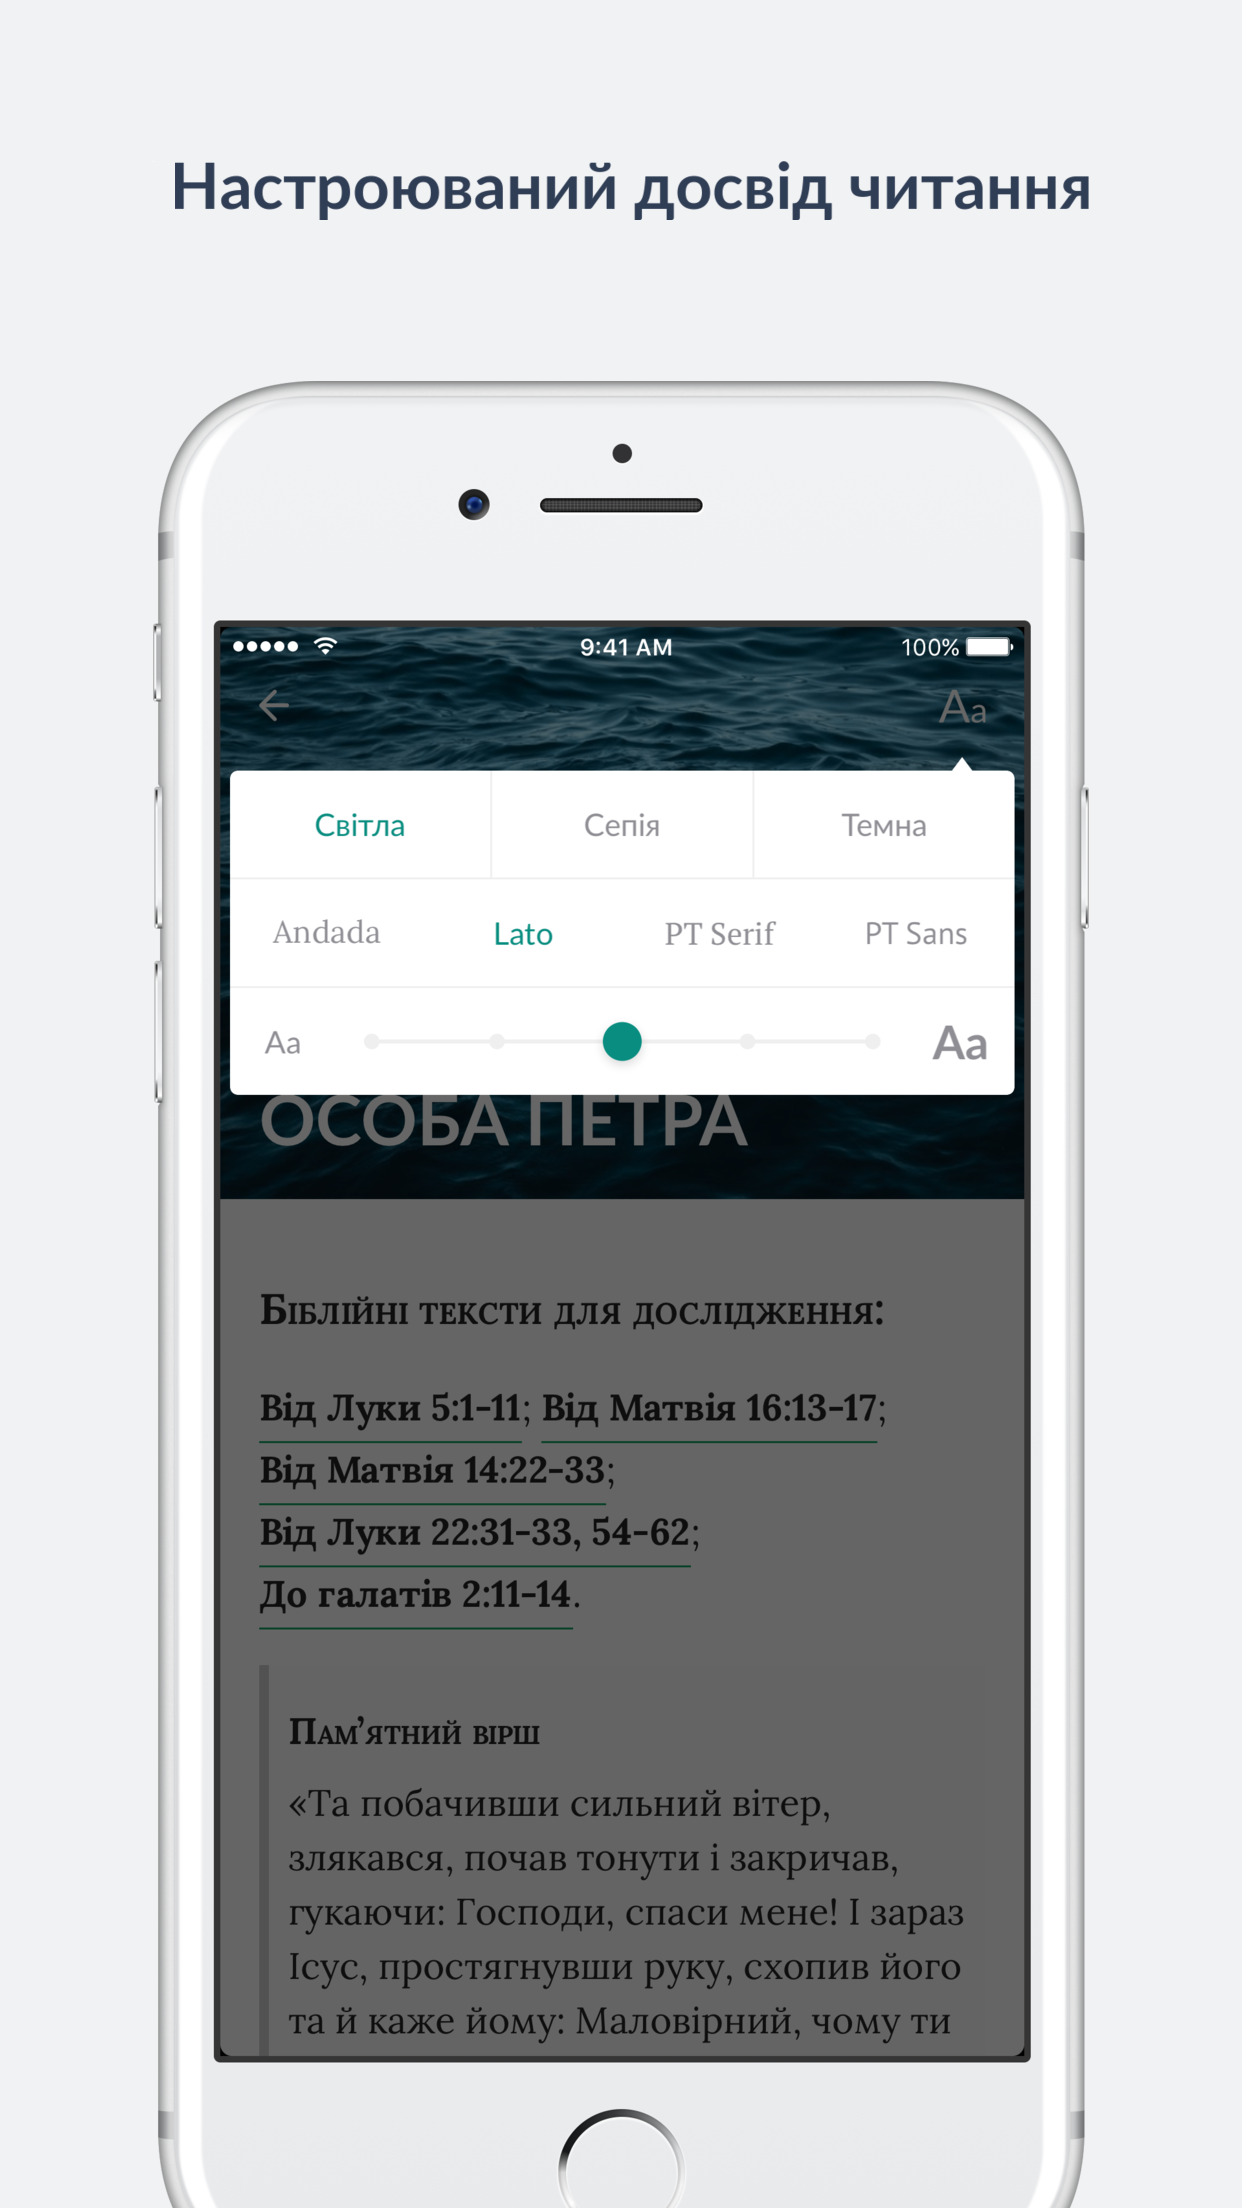 Настроюваний досвід читання
9:41 AM
100%
Aa
Світла
Сепія
Темна
Andada
Lato
PT Serif
PT Sans
Aa
Aa
ОСОБА ПЕТРА
Біблійні тексти для дослідження:
Від Луки 5:1-11; Від Матвія 16:13-17;
Від Матвія 14:22-33;
Від Луки 22:31-33, 54-62;
До галатів 2:11-14.
Пам’ятний вірш
«Та побачивши сильний вітер,
злякався, почав тонути і закричав,
гукаючи: Господи, спаси мене! І зараз
Ісус, простягнувши руку, схопив його
та й каже йому: Маловірний, чому ти